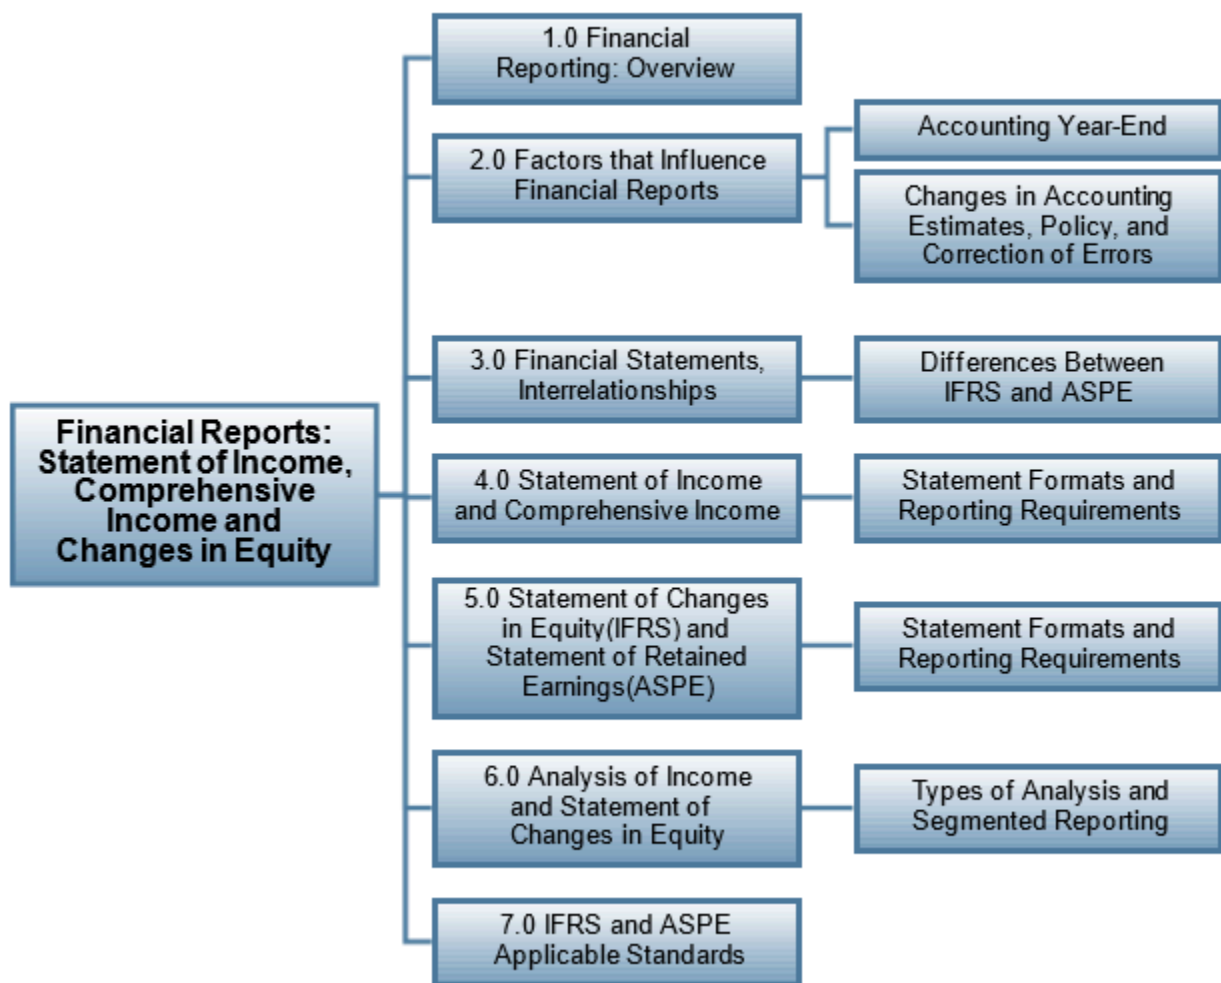 1.0 Financial
Reporting: Overview
2.0 Factors that Influence
Financial Reports
Accounting Year-End
Changes in Accounting
Estimates, Policy, and
Correction of Errors
3.0 Financial Statements,
Interrelationships
Differences Between
IFRS and ASPE
Financial Reports:
Statement of Income,
Comprehensive
Income and
Changes in Equity
4.0 Statement of Income
and Comprehensive Income
Statement Formats and
Reporting Requirements
5.0 Statement of Changes
in Equity(IFRS) and
Statement of Retained
Earnings(ASPE)
Statement Formats and
Reporting Requirements
6.0 Analysis of Income
and Statement of
Changes in Equity
Types of Analysis and
Segmented Reporting
7.0 IFRS and ASPE
Applicable Standards